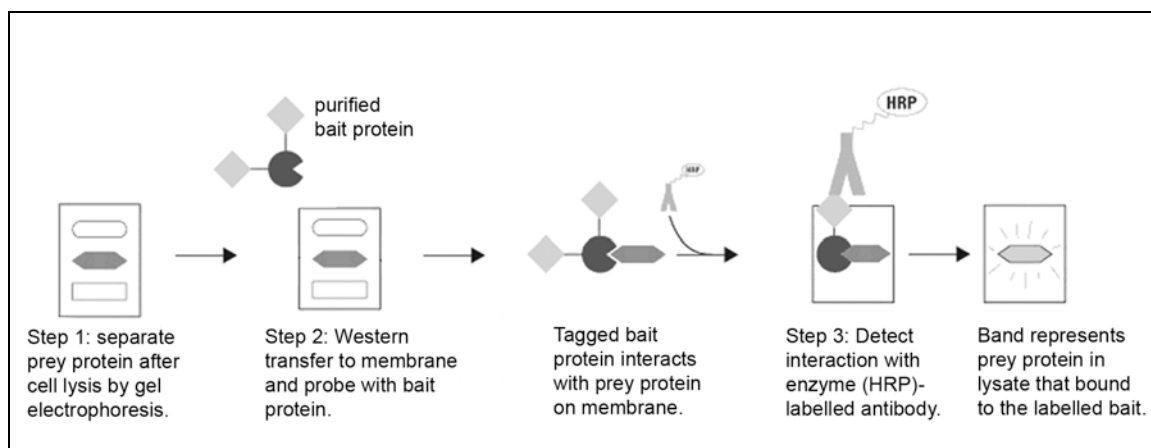 purified
bait protein
HRP
HRP
Step 1: separate
prey protein after
cell lysis by gel
electrophoresis.
Step 2: Western
transfer to membrane
and probe with bait
protein.
Tagged bait
protein interacts
with prey protein
on membrane.
Step 3: Detect
interaction with
enzyme (HRP)-
labelled antibody.
Band represents
prey protein in
lysate that bound
to the labelled bait.